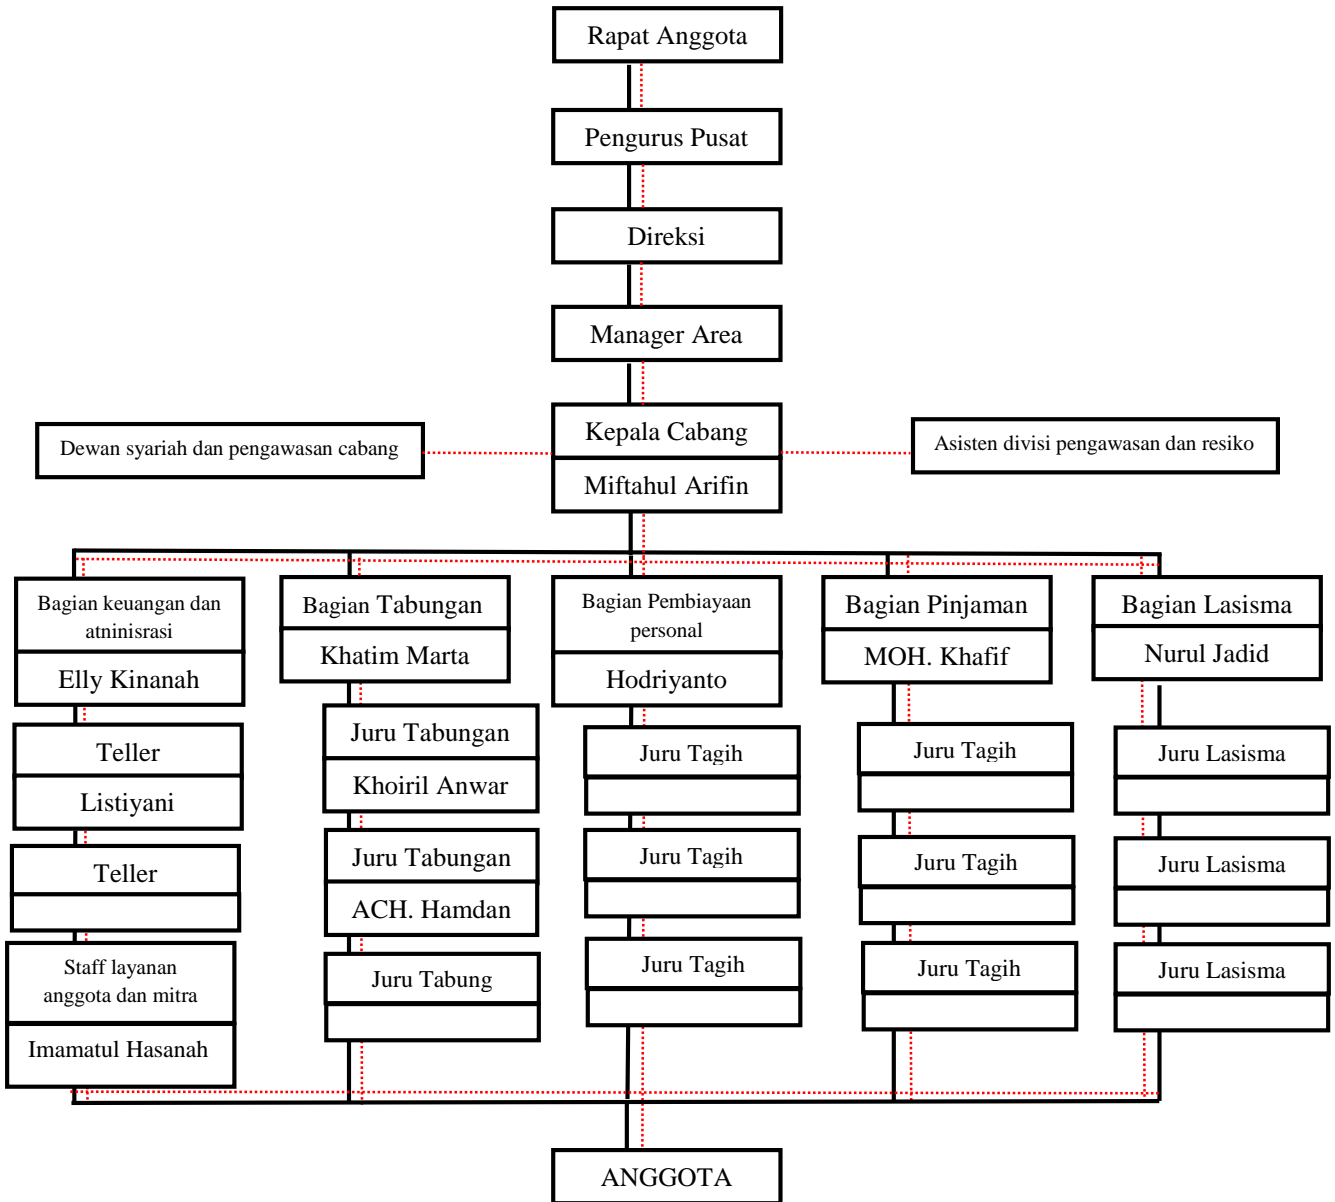 Rapat Anggota
Pengurus Pusat
Direksi
Manager Area
Kepala Cabang
Miftahul Arifin
Dewan syariah dan pengawasan cabang
Asisten divisi pengawasan dan resiko
Bagian keuangan dan
atninisrasi
Elly Kinanah
Teller
Listiyani
Teller
Staff layanan
anggota dan mitra
Imamatul Hasanah
Bagian Tabungan
Khatim Marta
Juru Tabungan
Khoiril Anwar
Juru Tabungan
ACH. Hamdan
Juru Tabung
Bagian Pembiayaan
personal
Hodriyanto
Juru Tagih
Juru Tagih
Juru Tagih
Bagian Pinjaman
MOH. Khafif
Juru Tagih
Juru Tagih
Juru Tagih
Bagian Lasisma
Nurul Jadid
Juru Lasisma
Juru Lasisma
Juru Lasisma
ANGGOTA